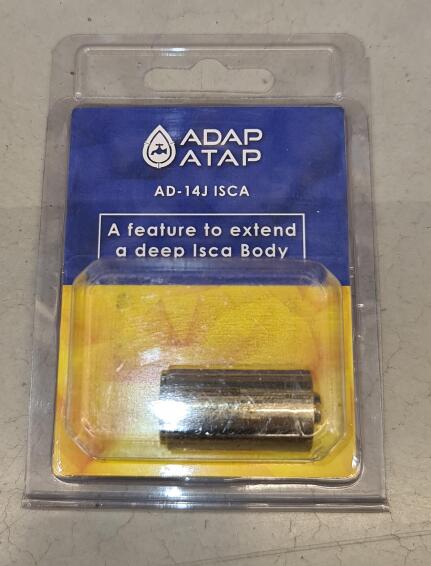 ADAP
ATAP
AD-14J ISCA
A feature to extend
a deep Isca Body